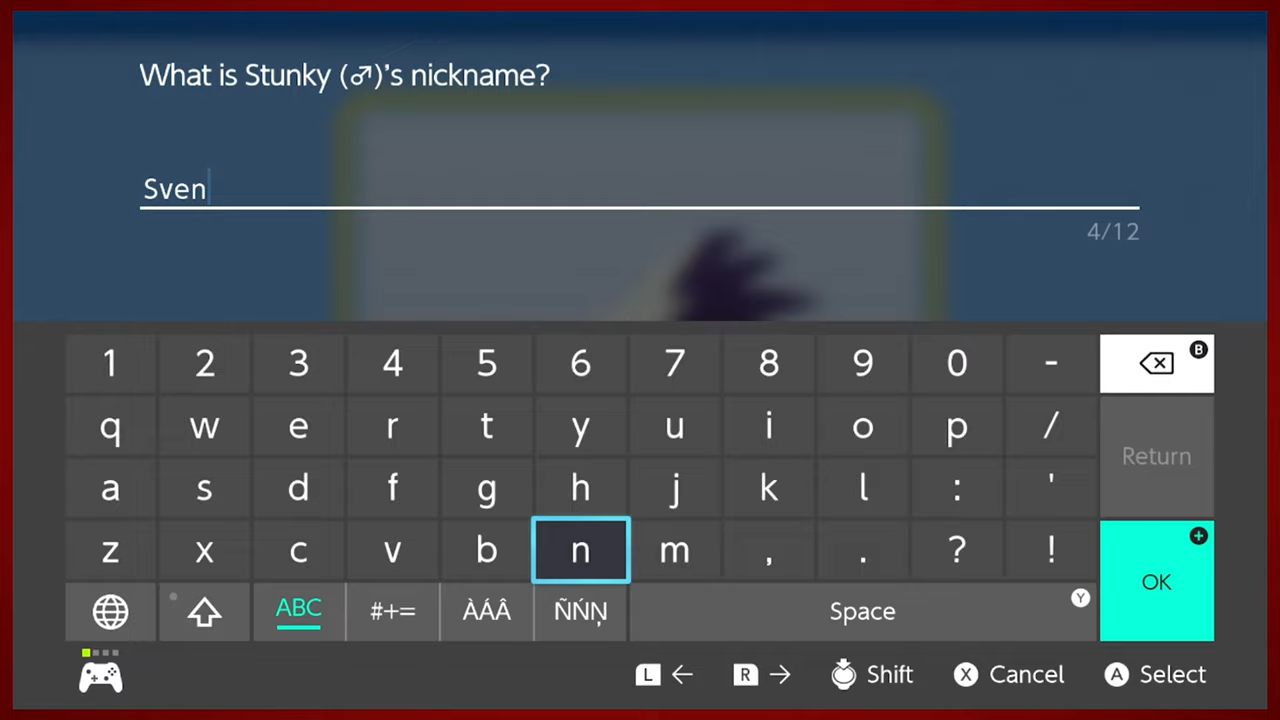 What is Stunky (♂)'s nickname?
Sven
4/12
1 2 3 4 5 6 7 8 9 0 - B
q w e r t y u i o p /
Return
a s d f g h j k l : '
z x c v b n m , . ? ! +
OK
ABC #+= ÀÁÂ ÑŃŅ Space Y
L ← R → Shift X Cancel A Select